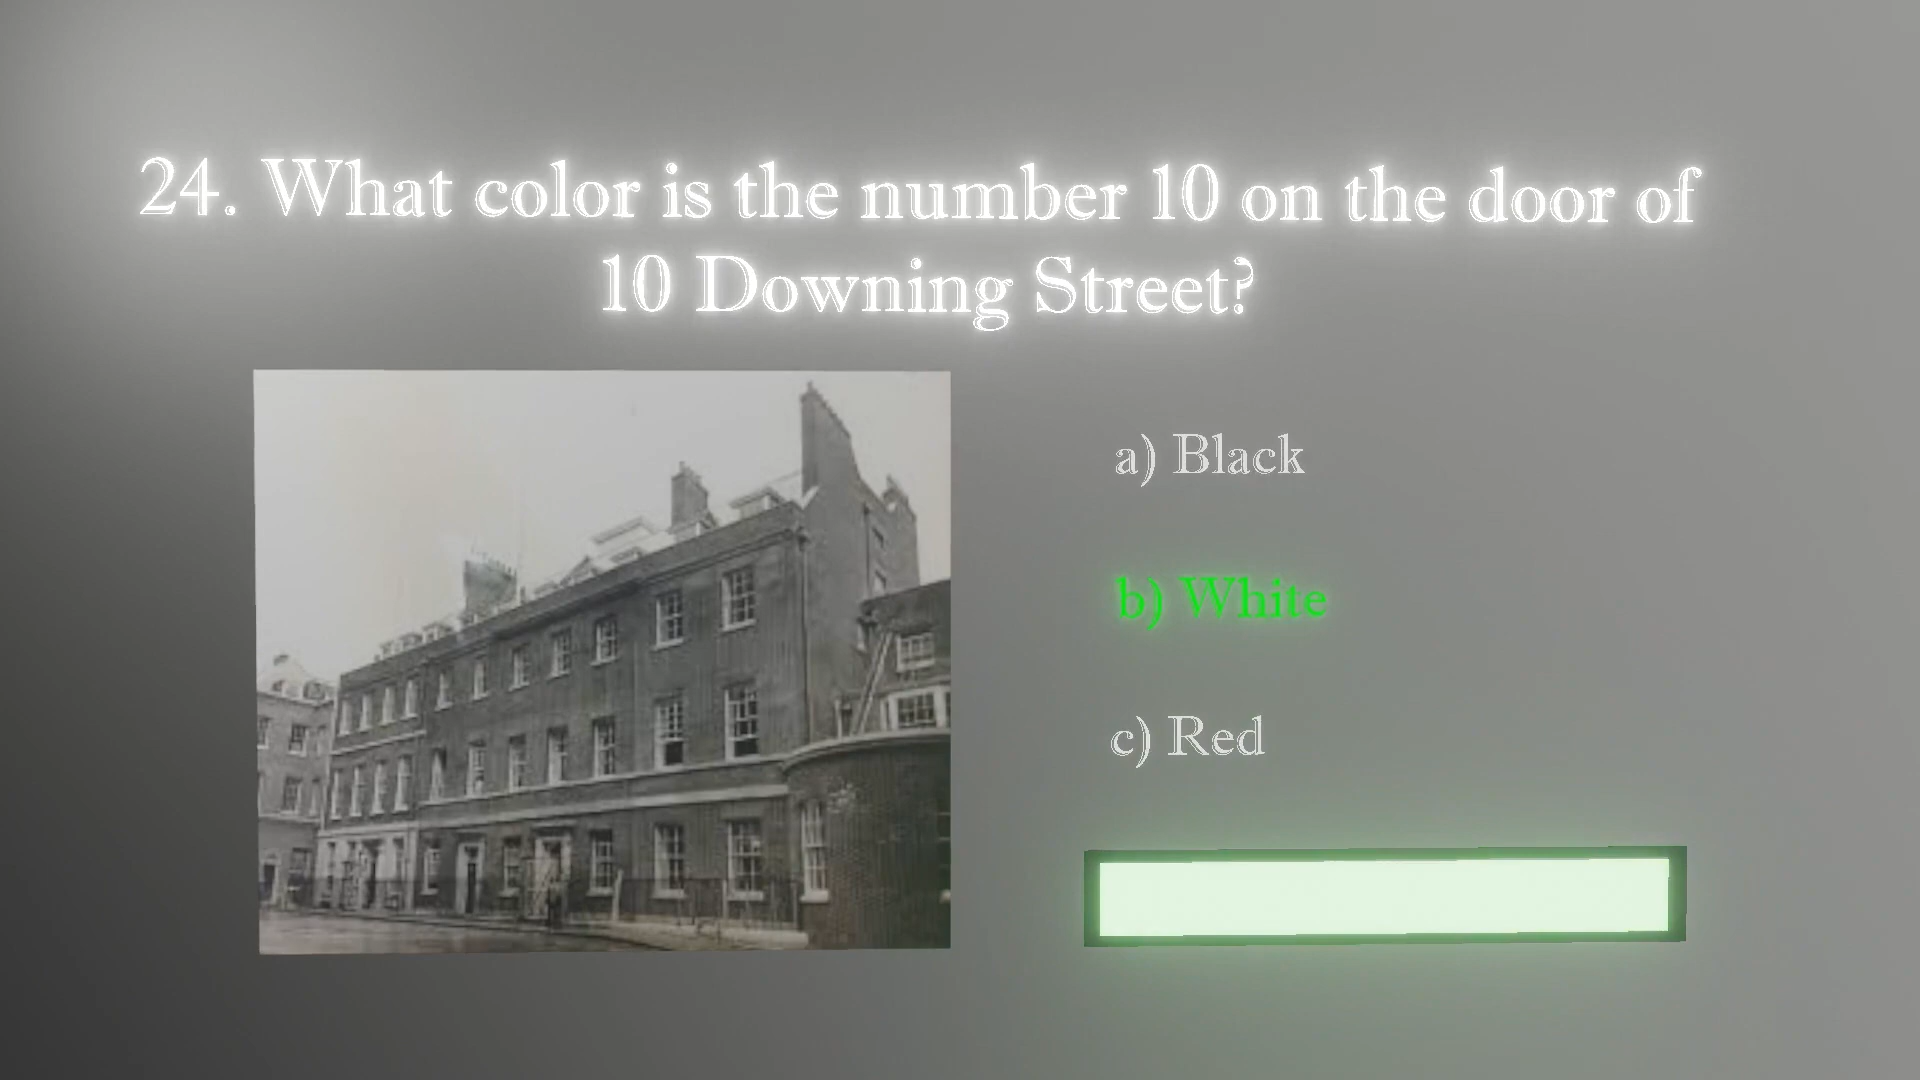 24. What color is the number 10 on the door of
10 Downing Street?
a) Black
b) White
c) Red